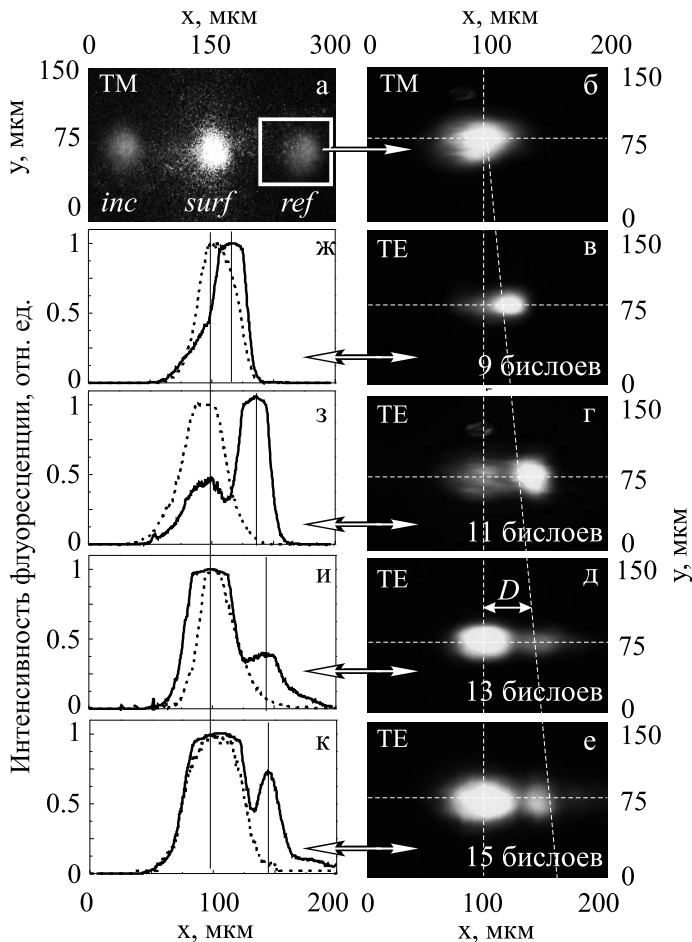 x, мкм
0 150 300
x, мкм
0 100 200
y, мкм
150
75
0
TM а
inc surf ref
TM б
150
75
0
Интенсивность флуоресценции, отн. ед.
1
0.5
0
ж
TE в
9 бислоев
150
75
0
1
0.5
0
з
TE г
11 бислоев
150
75
0
y, мкм
1
0.5
0
и
TE д
D
13 бислоев
150
75
0
1
0.5
0
к
TE е
15 бислоев
150
75
0
0 100 200
x, мкм
0 100 200
x, мкм